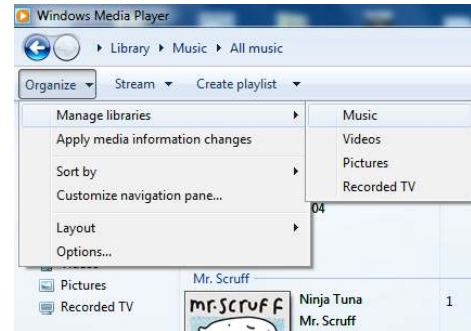 Windows Media Player
Library Music All music
Organize Stream Create playlist
Manage libraries
Apply media information changes
Sort by
Customize navigation pane...
Layout
Options...
Music
Videos
Pictures
Recorded TV
04
Pictures
Recorded TV
Mr. Scruff
mr.scruff
Ninja Tuna
Mr. Scruff
1